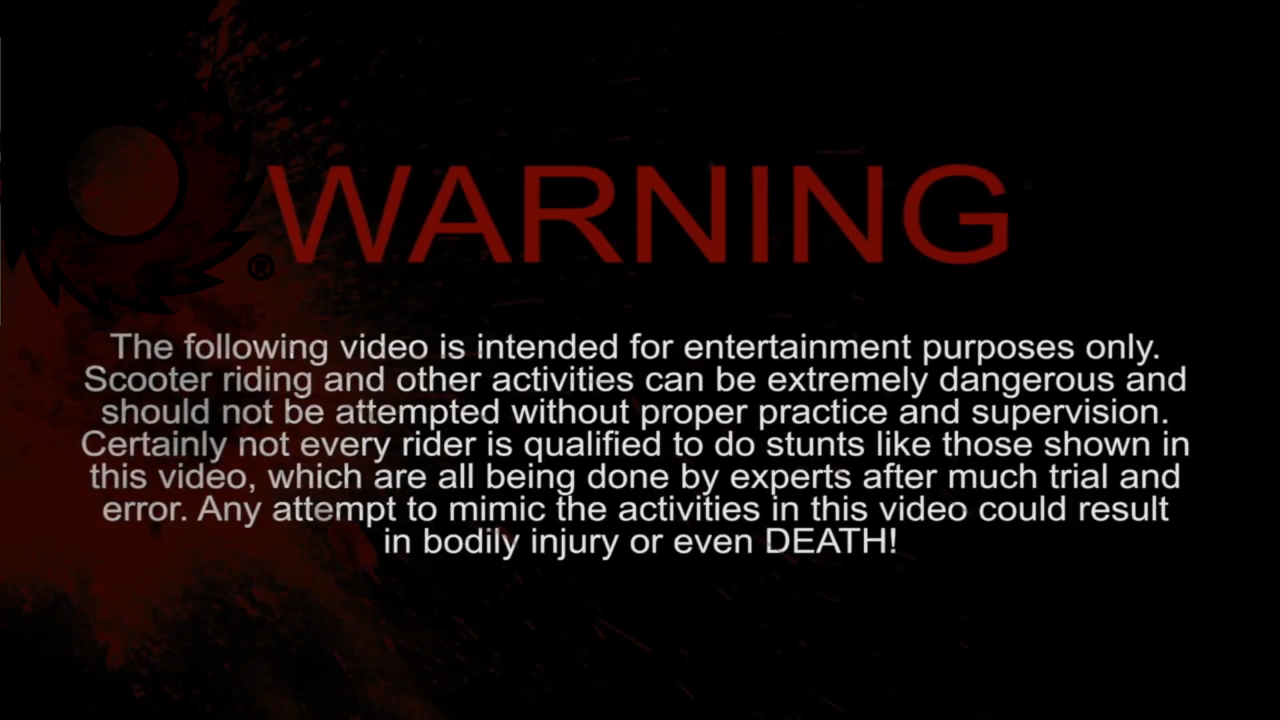 WARNING
®
The following video is intended for entertainment purposes only.
Scooter riding and other activities can be extremely dangerous and
should not be attempted without proper practice and supervision.
Certainly not every rider is qualified to do stunts like those shown in
this video, which are all being done by experts after much trial and
error. Any attempt to mimic the activities in this video could result
in bodily injury or even DEATH!